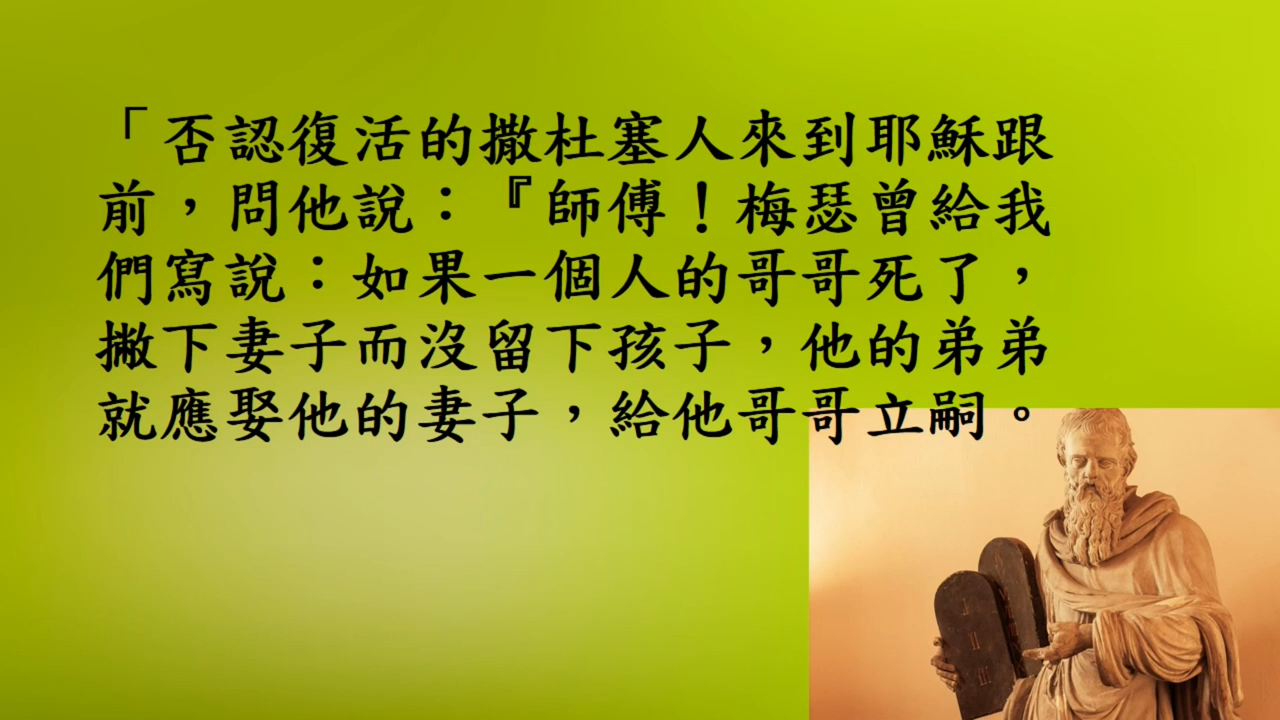 「否認復活的撒杜塞人來到耶穌跟
前，問他說：『師傅！梅瑟曾給我
們寫說：如果一個人的哥哥死了，
撇下妻子而沒留下孩子，他的弟弟
就應娶他的妻子，給他哥哥立嗣。
I
II
III